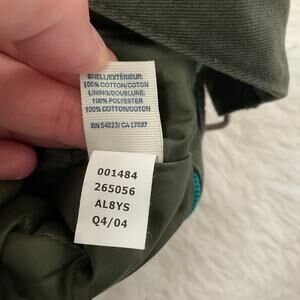 SHELL/EXTÉRIEUR:
100% COTTON/COTON
LINING/DOUBLURE:
100% POLYESTER
100% COTTON/COTON
RN 54023/CA 17897
001484
265056
AL8YS
Q4/04